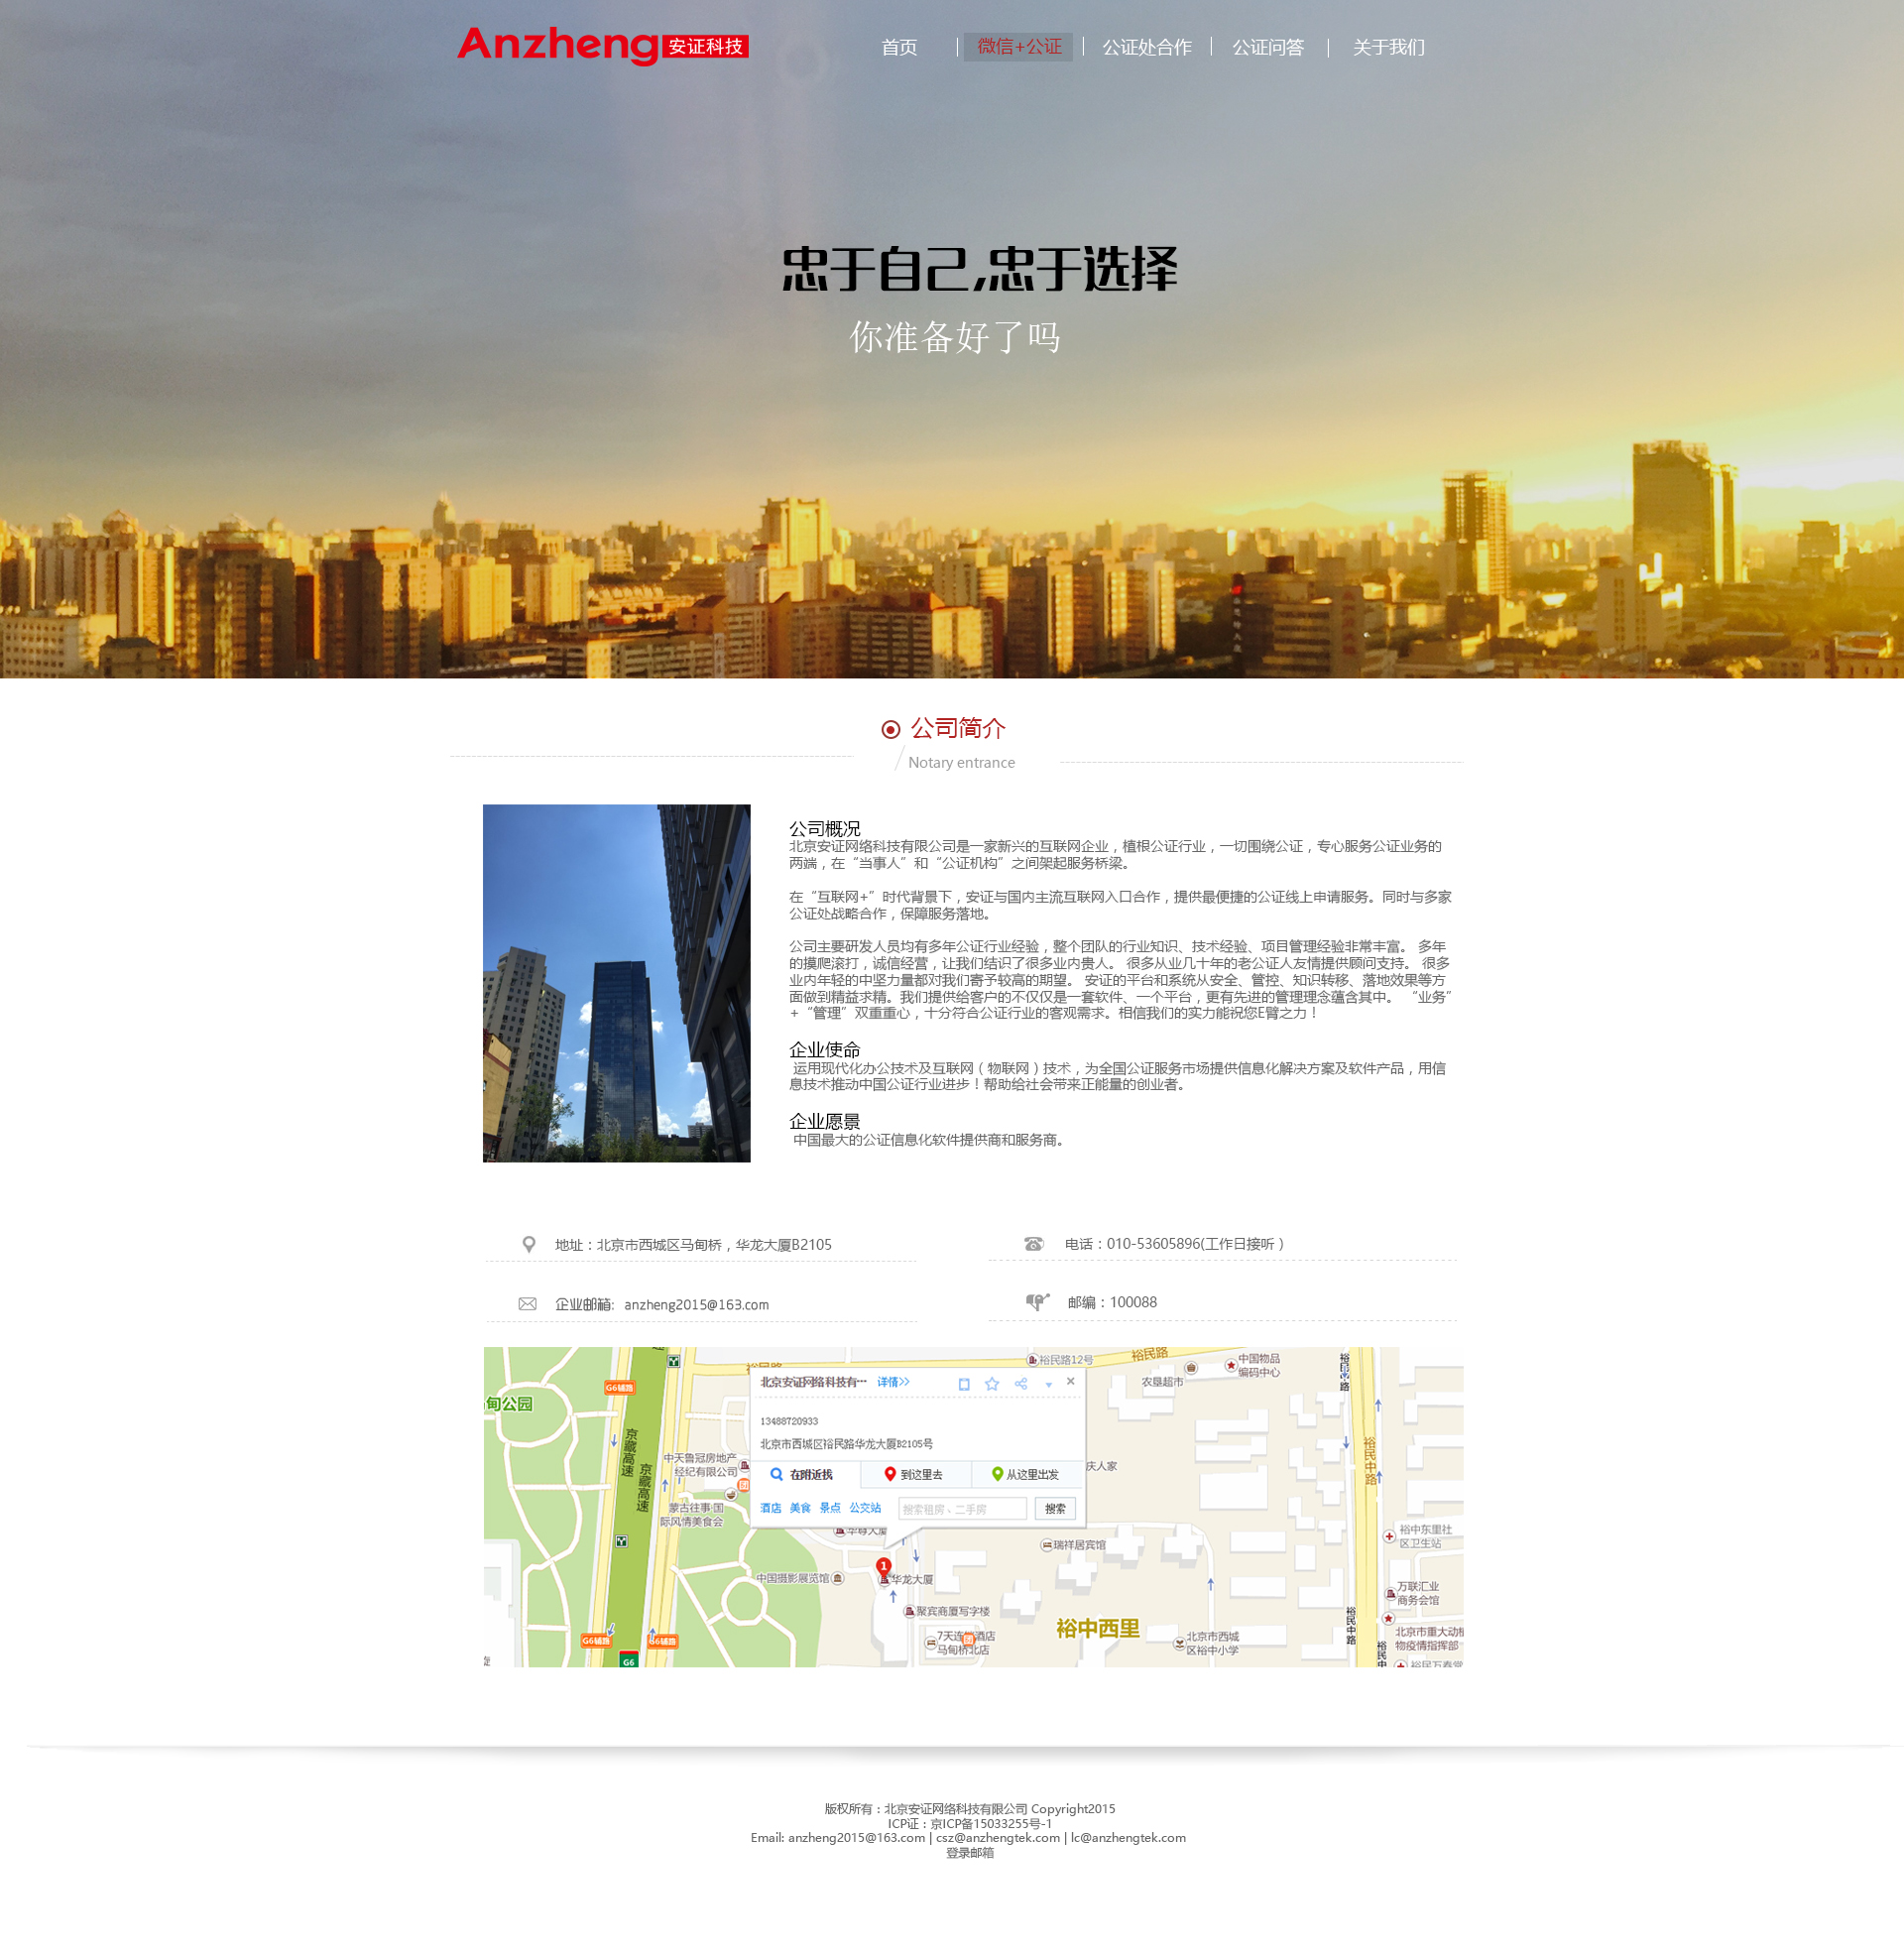 Anzheng 安证科技
首页
微信+公证
公证处合作
公证问答
关于我们
忠于自己,忠于选择
你准备好了吗
公司简介
Notary entrance
公司概况
北京安证网络科技有限公司是一家新兴的互联网企业，植根公证行业，一切围绕公证，专心服务公证业务的
两端，在“当事人”和“公证机构”之间架起服务桥梁。
在“互联网+”时代背景下，安证与国内主流互联网入口合作，提供最便捷的公证线上申请服务。同时与多家
公证处战略合作，保障服务落地。
公司主要研发人员均有多年公证行业经验，整个团队的行业知识、技术经验、项目管理经验非常丰富。 多年
的摸爬滚打，诚信经营，让我们结识了很多业内贵人。 很多从业几十年的老公证人友情提供顾问支持。 很多
业内年轻的中坚力量都对我们寄予较高的期望。 安证的平台和系统从安全、管控、知识转移、落地效果等方
面做到精益求精。我们提供给客户的不仅仅是一套软件、一个平台，更有先进的管理理念蕴含其中。 “业务”
+“管理”双重重心，十分符合公证行业的客观需求。相信我们的实力能祝您E臂之力！
企业使命
运用现代化办公技术及互联网（物联网）技术，为全国公证服务市场提供信息化解决方案及软件产品，用信
息技术推动中国公证行业进步！帮助给社会带来正能量的创业者。
企业愿景
中国最大的公证信息化软件提供商和服务商。
地址：北京市西城区马甸桥，华龙大厦B2105
电话：010-53605896(工作日接听）
企业邮箱: anzheng2015@163.com
邮编：100088
裕民路
裕民路12号
裕民路
中国物品
编码中心
农垦超市
裕民中路
甸公园
京藏高速
京藏高速
G6辅路
北京安证网络科技有限··· 详情>>
13488720933
北京市西城区裕民路华龙大厦B2105号
在附近找
到这里去
从这里出发
酒店 美食 景点 公交站
搜索租房、二手房
搜索
中天鲁冠房地产
经纪有限公司
团
蒙古往事·国
际风情美食会
庆人家
裕民中路
华尊大厦
瑞祥居宾馆
裕中东里社
区卫生站
中国摄影展览馆
1
华龙大厦
万联汇业
商务会馆
聚宾商厦写字楼
裕中西里
裕民中路
7天连锁酒店
马甸桥北店
团
北京市西城
区裕中小学
北京市重大动植
物疫情指挥部
裕民中
裕民万春堂
G6辅路
G6辅路
G6
版权所有：北京安证网络科技有限公司 Copyright2015
ICP证：京ICP备15033255号-1
Email: anzheng2015@163.com | csz@anzhengtek.com | lc@anzhengtek.com
登录邮箱